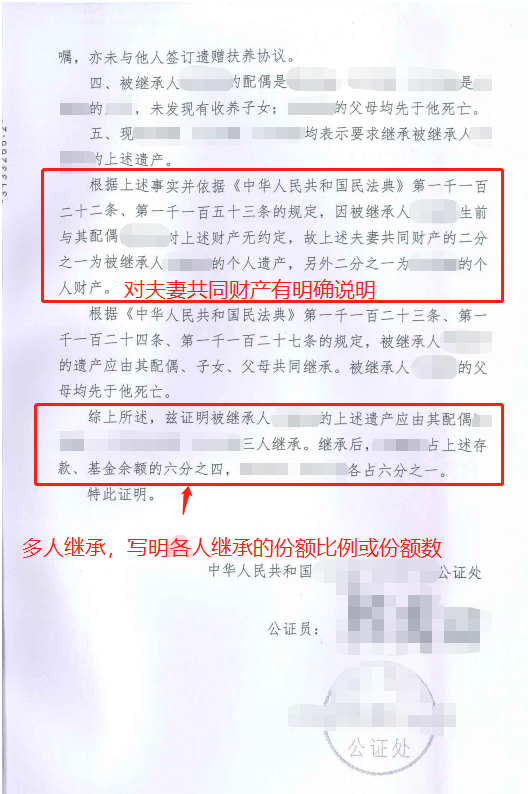 嘱，亦未与他人签订遗赠扶养协议。
四、被继承人 的配偶是 是
的 ，未发现有收养子女； 的父母均先于他死亡。
五、现 均表示要求继承被继承人
的上述遗产。
根据上述事实并依据《中华人民共和国民法典》第一千一百
二十二条、第一千一百五十三条的规定，因被继承人 生前
与其配偶 对上述财产无约定，故上述夫妻共同财产的二分
之一为被继承人 的个人遗产，另外二分之一为 的个
人财产。
对夫妻共同财产有明确说明
根据《中华人民共和国民法典》第一千一百二十三条、第一
千一百二十四条、第一千一百二十七条的规定，被继承人
的遗产应由其配偶、子女、父母共同继承。被继承人 的父
母均先于他死亡。
综上所述，兹证明被继承人 的上述遗产应由其配偶
三人继承。继承后， 占上述存
款、基金余额的六分之四， 各占六分之一。
特此证明。
多人继承，写明各人继承的份额比例或份额数
中华人民共和国 公证处
公证员：
公证处